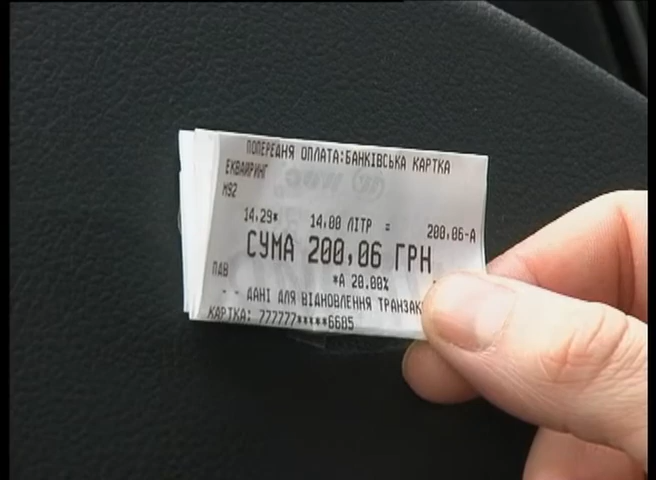 ПОПЕРЕДНЯ ОПЛАТА:БАНКІВСЬКА КАРТКА
ЕКВАЙРИНГ
М92
14,29* 14,00 ЛІТР = 200,06-А
СУМА 200,06 ГРН
ПДВ *А 20.00%
- - ДАНІ ДЛЯ ВІДНОВЛЕННЯ ТРАНЗАК
КАРТКА: 777777*****6685